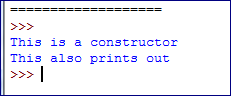 ====================
>>>
This is a constructor
This also prints out
>>>